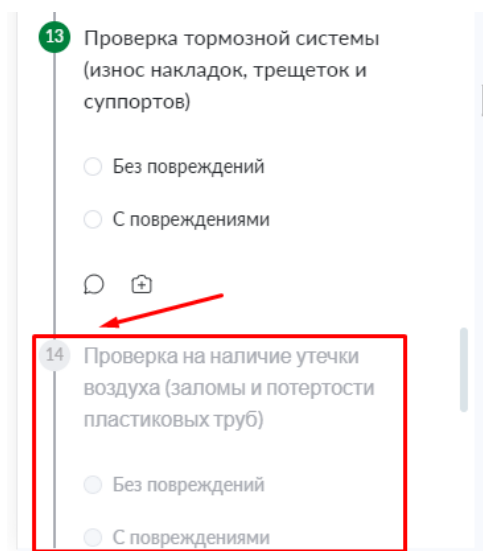 13 Проверка тормозной системы
(износ накладок, трещеток и
суппортов)
Без повреждений
С повреждениями
14 Проверка на наличие утечки
воздуха (заломы и потертости
пластиковых труб)
Без повреждений
С повреждениями